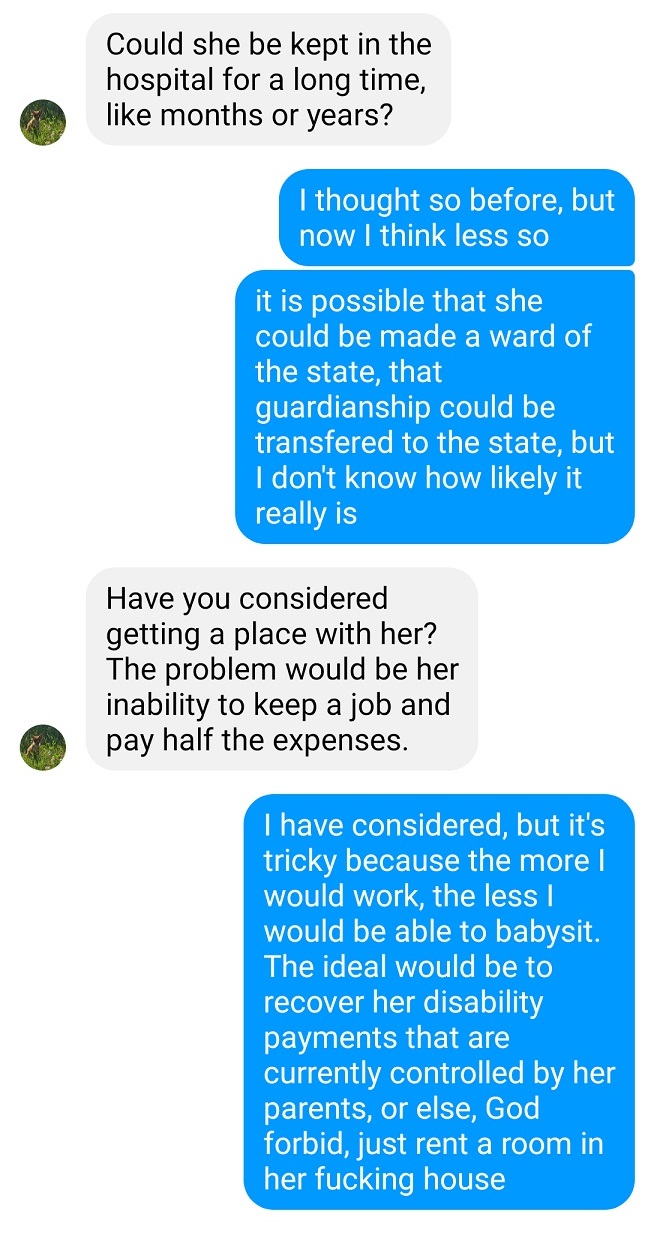 Could she be kept in the
hospital for a long time,
like months or years?
I thought so before, but
now I think less so
it is possible that she
could be made a ward of
the state, that
guardianship could be
transfered to the state, but
I don't know how likely it
really is
Have you considered
getting a place with her?
The problem would be her
inability to keep a job and
pay half the expenses.
I have considered, but it's
tricky because the more I
would work, the less I
would be able to babysit.
The ideal would be to
recover her disability
payments that are
currently controlled by her
parents, or else, God
forbid, just rent a room in
her fucking house